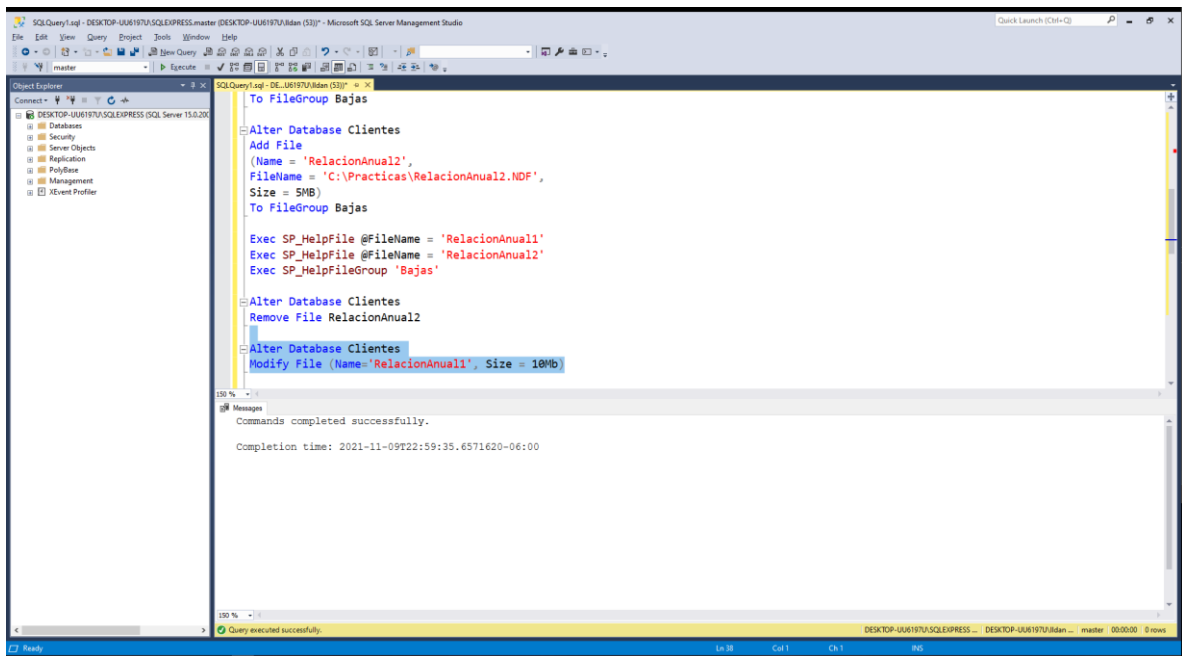 SQLQuery1.sql - DESKTOP-UU6197U\SQLEXPRESS.master (DESKTOP-UU6197U\Ildan (53))* - Microsoft SQL Server Management Studio
Quick Launch (Ctrl+Q)
File Edit View Query Project Tools Window Help
New Query
master Execute
Object Explorer
SQLQuery1.sql - DE...U6197U\Ildan (53))*
Connect
DESKTOP-UU6197U\SQLEXPRESS (SQL Server 15.0.200
Databases
Security
Server Objects
Replication
PolyBase
Management
XEvent Profiler
To FileGroup Bajas
Alter Database Clientes
Add File
(Name = 'RelacionAnual2',
FileName = 'C:\Practicas\RelacionAnual2.NDF',
Size = 5MB)
To FileGroup Bajas
Exec SP_HelpFile @FileName = 'RelacionAnual1'
Exec SP_HelpFile @FileName = 'RelacionAnual2'
Exec SP_HelpFileGroup 'Bajas'
Alter Database Clientes
Remove File RelacionAnual2
Alter Database Clientes
Modify File (Name='RelacionAnual1', Size = 10Mb)
150 %
Messages
Commands completed successfully.
Completion time: 2021-11-09T22:59:35.6571620-06:00
150 %
Query executed successfully.
DESKTOP-UU6197U\SQLEXPRESS ... DESKTOP-UU6197U\Ildan ... master 00:00:00 0 rows
Ready
Ln 38 Col 1 Ch 1 INS